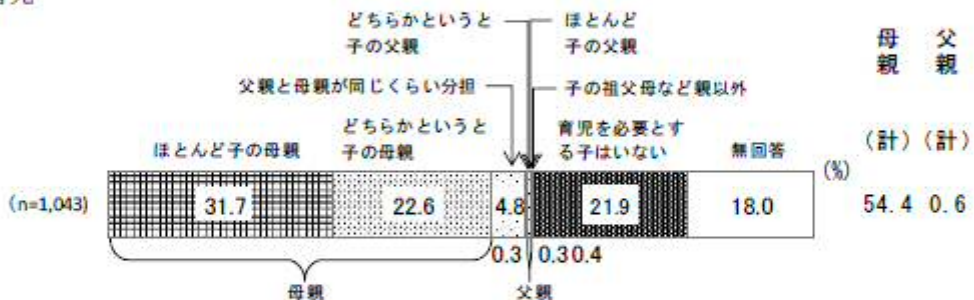 どちらかというと
子の父親
ほとんど
子の父親
母親 父親
父親と母親が同じくらい分担
子の祖父母など親以外
ほとんど子の母親
どちらかというと
子の母親
育児を必要とす
る子はいない
無回答
(計) (計)
(%)
(n=1,043)
31.7
22.6
4.8
21.9
18.0
54.4 0.6
0.3
0.3
0.4
母親
父親